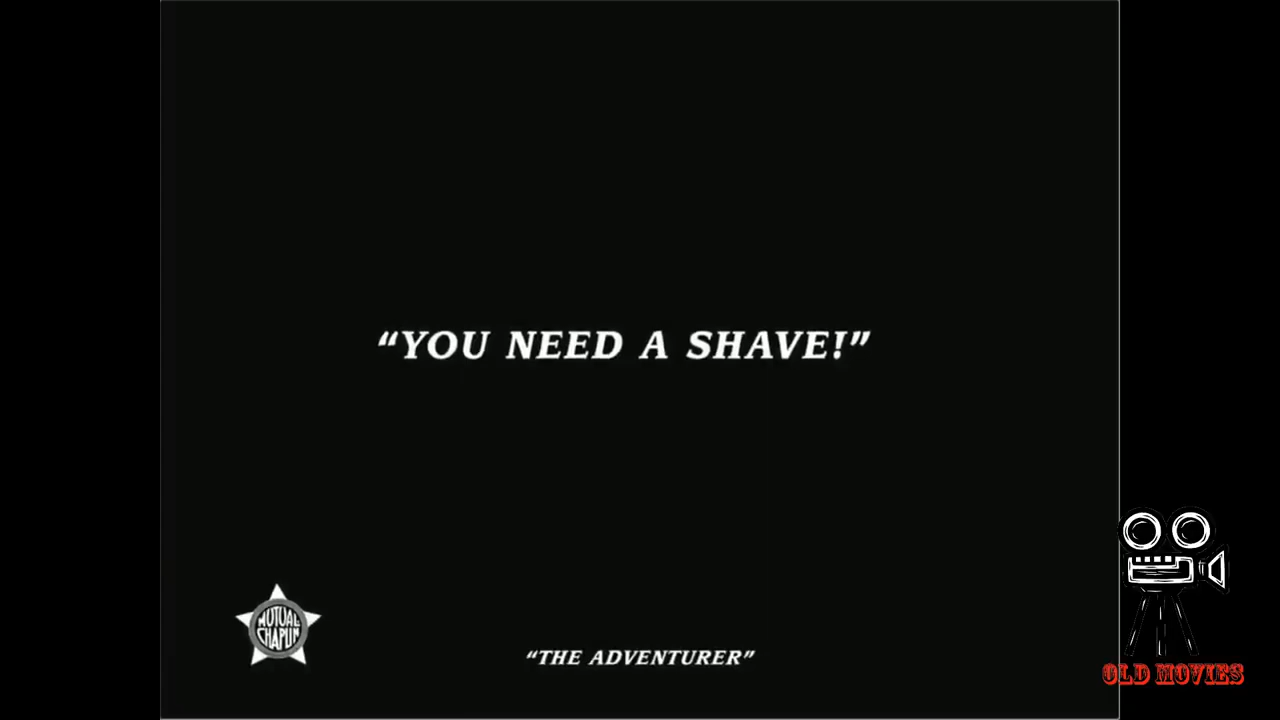 “YOU NEED A SHAVE!”
MUTUAL
CHAPLIN
“THE ADVENTURER”
OLD MOVIES